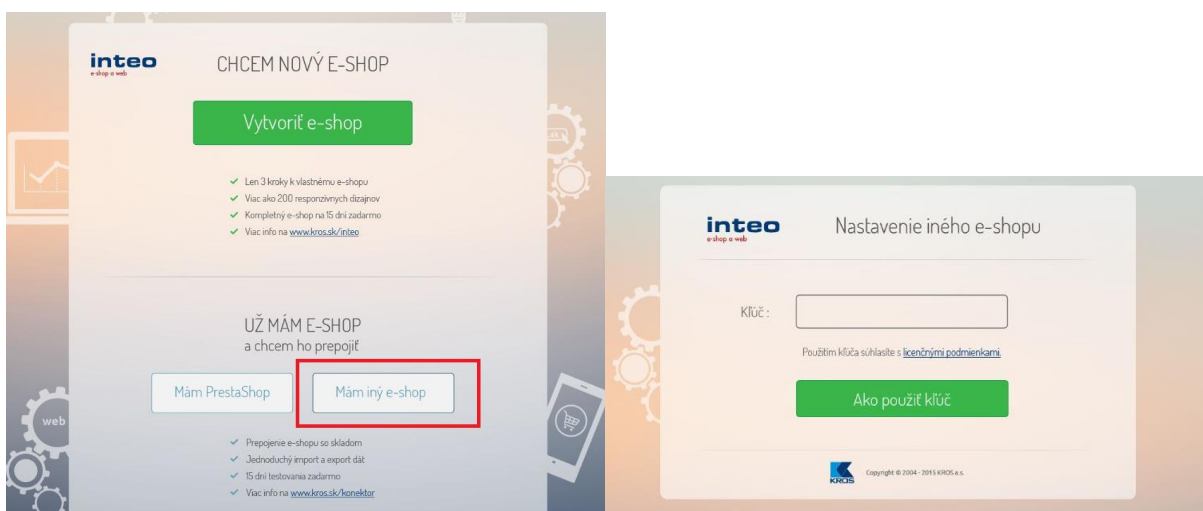 inteo
e-shop a web
CHCEM NOVÝ E-SHOP
Vytvoriť e-shop
Len 3 kroky k vlastnému e-shopu
Viac ako 200 responzívnych dizajnov
Kompletný e-shop na 15 dní zadarmo
Viac info na www.kros.sk/inteo
UŽ MÁM E-SHOP
a chcem ho prepojiť
Mám PrestaShop
Mám iný e-shop
Prepojenie e-shopu so skladom
Jednoduchý import a export dát
15 dní testovania zadarmo
Viac info na www.kros.sk/konektor
web
inteo
e-shop a web
Nastavenie iného e-shopu
Kľúč :
Použitím kľúča súhlasíte s licenčnými podmienkami.
Ako použiť kľúč
KROS
Copyright © 2004 - 2015 KROS a.s.